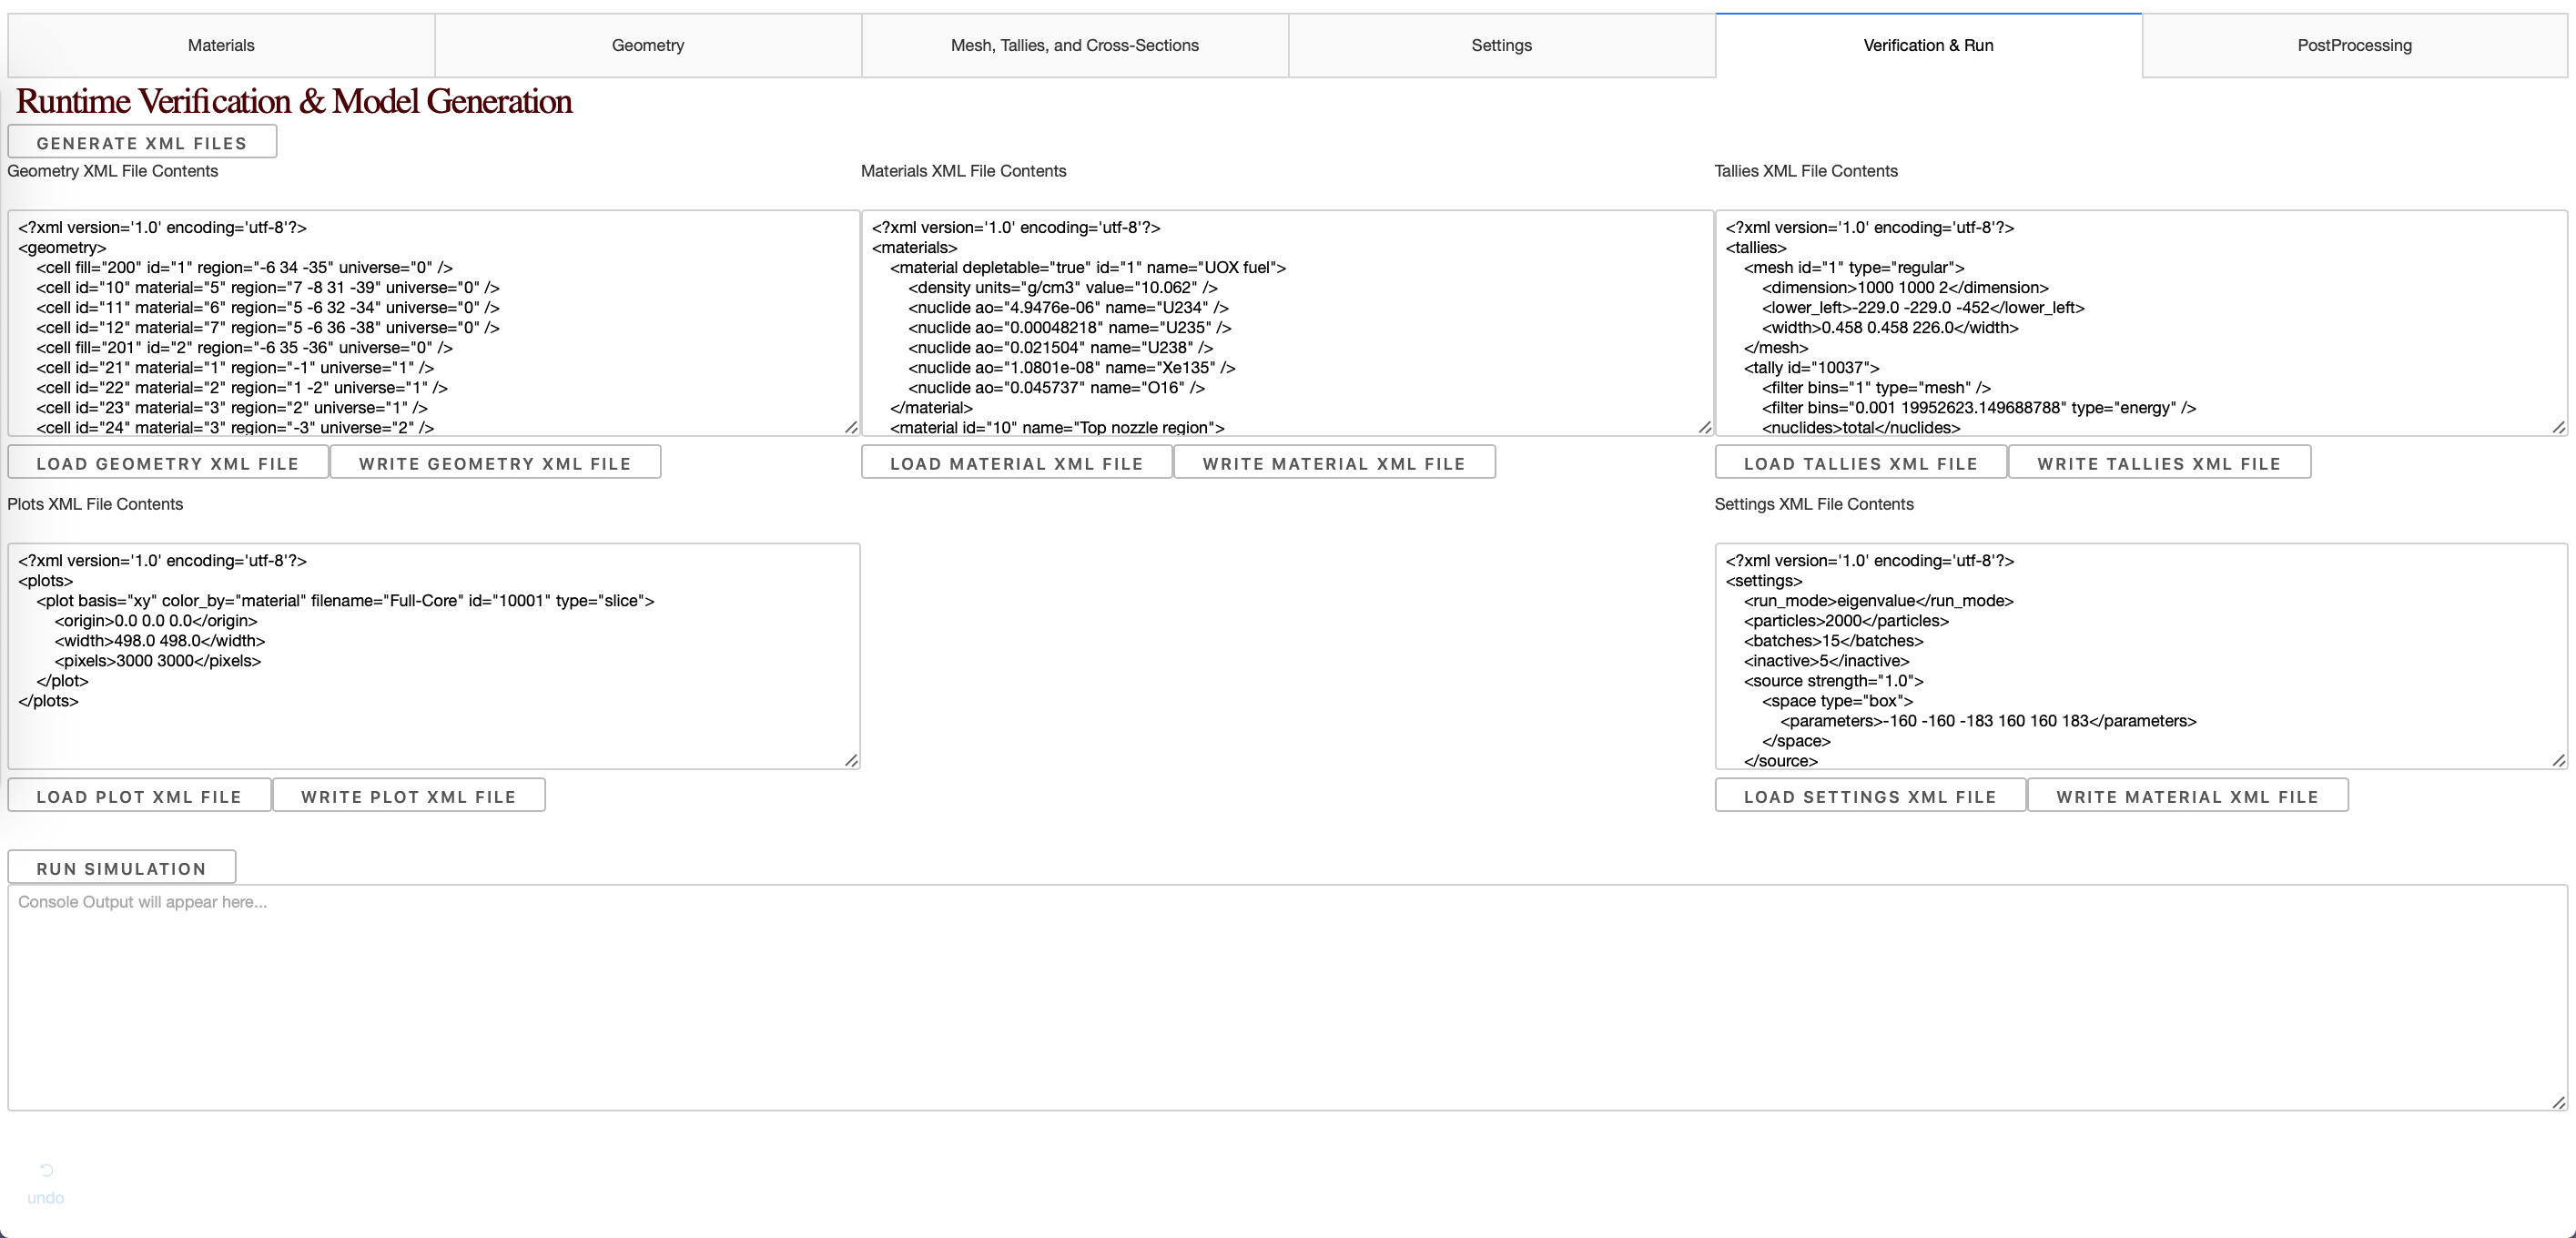 Materials
Geometry
Mesh, Tallies, and Cross-Sections
Settings
Verification & Run
PostProcessing
Runtime Verification & Model Generation
GENERATE XML FILES
Geometry XML File Contents
<?xml version='1.0' encoding='utf-8'?>
<geometry>
<cell fill="200" id="1" region="-6 34 -35" universe="0" />
<cell id="10" material="5" region="7 -8 31 -39" universe="0" />
<cell id="11" material="6" region="5 -6 32 -34" universe="0" />
<cell id="12" material="7" region="5 -6 36 -38" universe="0" />
<cell fill="201" id="2" region="-6 35 -36" universe="0" />
<cell id="21" material="1" region="-1" universe="1" />
<cell id="22" material="2" region="1 -2" universe="1" />
<cell id="23" material="3" region="2" universe="1" />
<cell id="24" material="3" region="-3" universe="2" />
LOAD GEOMETRY XML FILE
WRITE GEOMETRY XML FILE
Materials XML File Contents
<?xml version='1.0' encoding='utf-8'?>
<materials>
<material depletable="true" id="1" name="UOX fuel">
<density units="g/cm3" value="10.062" />
<nuclide ao="4.9476e-06" name="U234" />
<nuclide ao="0.00048218" name="U235" />
<nuclide ao="0.021504" name="U238" />
<nuclide ao="1.0801e-08" name="Xe135" />
<nuclide ao="0.045737" name="O16" />
</material>
<material id="10" name="Top nozzle region">
LOAD MATERIAL XML FILE
WRITE MATERIAL XML FILE
Tallies XML File Contents
<?xml version='1.0' encoding='utf-8'?>
<tallies>
<mesh id="1" type="regular">
<dimension>1000 1000 2</dimension>
<lower_left>-229.0 -229.0 -452</lower_left>
<width>0.458 0.458 226.0</width>
</mesh>
<tally id="10037">
<filter bins="1" type="mesh" />
<filter bins="0.001 19952623.149688788" type="energy" />
<nuclides>total</nuclides>
LOAD TALLIES XML FILE
WRITE TALLIES XML FILE
Plots XML File Contents
<?xml version='1.0' encoding='utf-8'?>
<plots>
<plot basis="xy" color_by="material" filename="Full-Core" id="10001" type="slice">
<origin>0.0 0.0 0.0</origin>
<width>498.0 498.0</width>
<pixels>3000 3000</pixels>
</plot>
</plots>
LOAD PLOT XML FILE
WRITE PLOT XML FILE
Settings XML File Contents
<?xml version='1.0' encoding='utf-8'?>
<settings>
<run_mode>eigenvalue</run_mode>
<particles>2000</particles>
<batches>15</batches>
<inactive>5</inactive>
<source strength="1.0">
<space type="box">
<parameters>-160 -160 -183 160 160 183</parameters>
</space>
</source>
LOAD SETTINGS XML FILE
WRITE MATERIAL XML FILE
RUN SIMULATION
Console Output will appear here...
undo